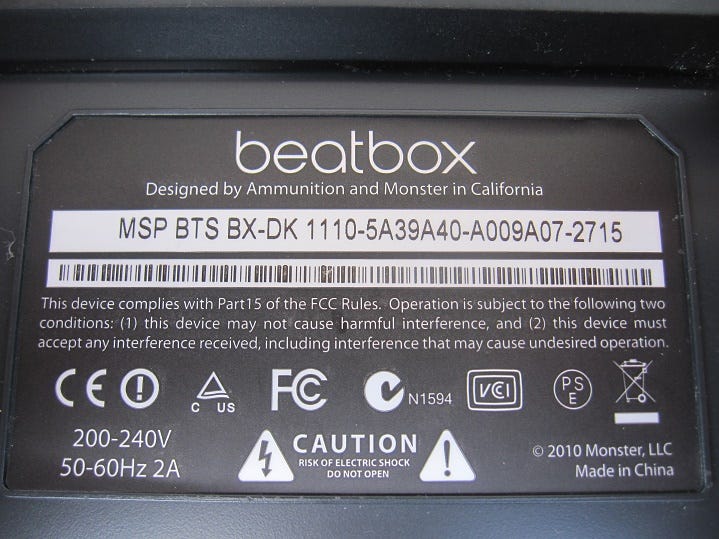 beatbox
Designed by Ammunition and Monster in California
MSP BTS BX-DK 1110-5A39A40-A009A07-2715
This device complies with Part15 of the FCC Rules. Operation is subject to the following two
conditions: (1) this device may not cause harmful interference, and (2) this device must
accept any interference received, including interference that may cause undesired operation.
CE
C US
FC
N1594
VCI
PS
E
200-240V
50-60Hz 2A
CAUTION
RISK OF ELECTRIC SHOCK
DO NOT OPEN
© 2010 Monster, LLC
Made in China